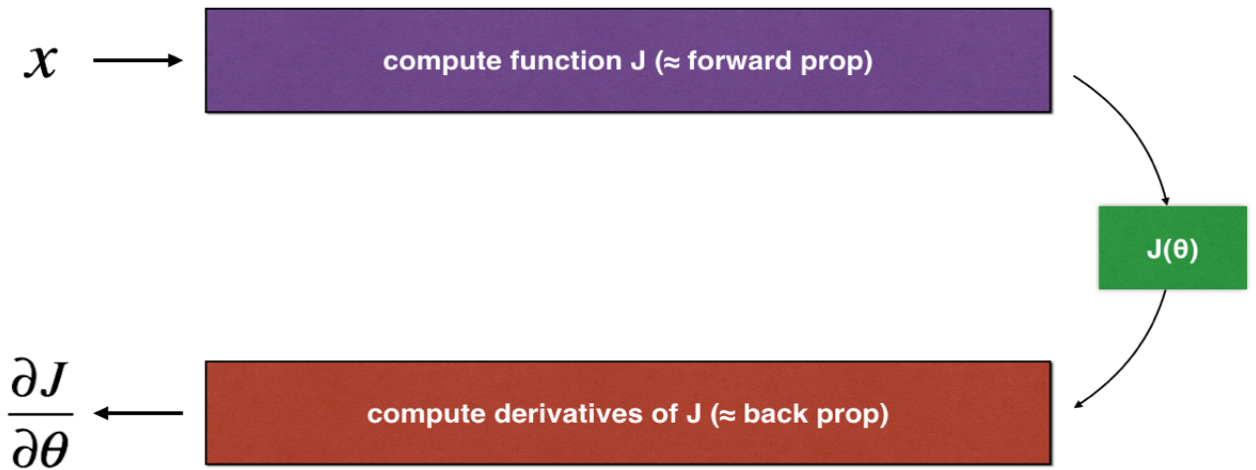 x
compute function J (≈ forward prop)
J(θ)
∂J
∂θ
compute derivatives of J (≈ back prop)